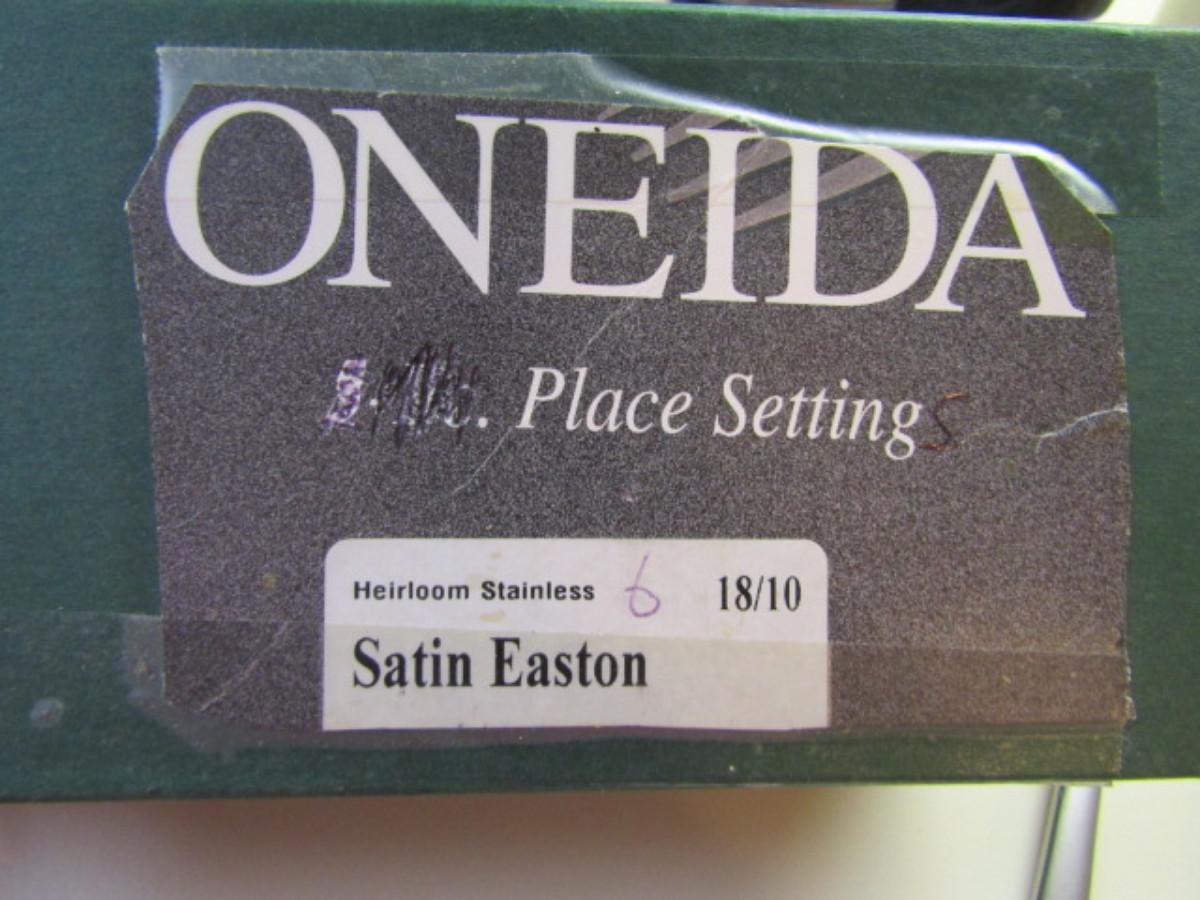 ONEIDA
Place Settings
Heirloom Stainless 6 18/10
Satin Easton